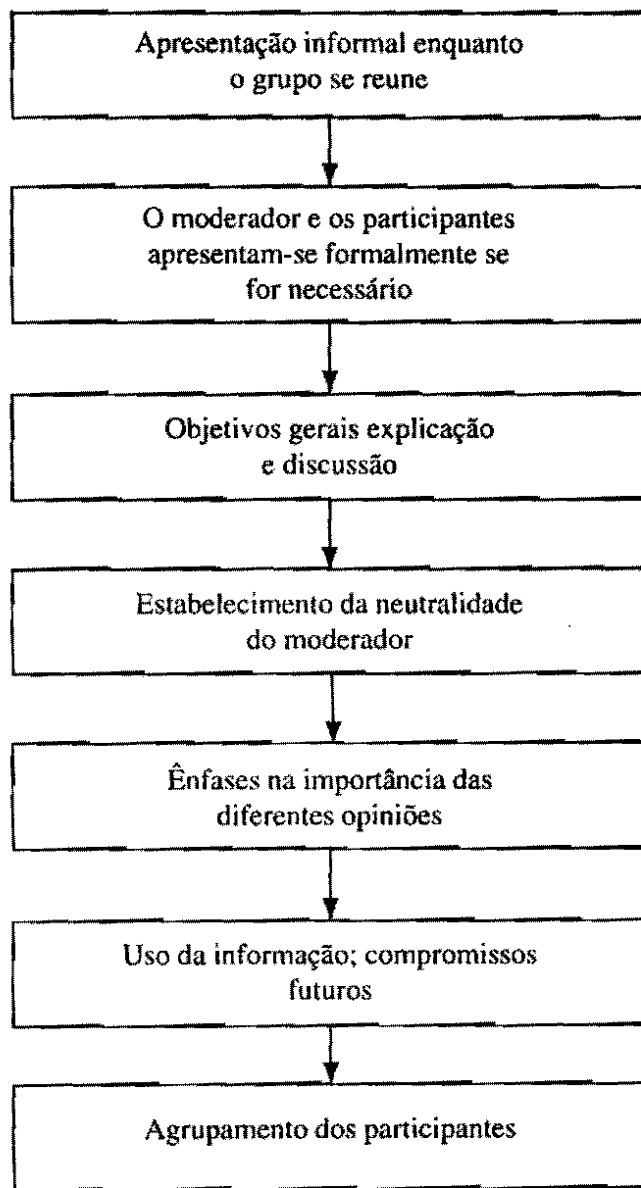 Apresentação informal enquanto
o grupo se reune
O moderador e os participantes
apresentam-se formalmente se
for necessário
Objetivos gerais explicação
e discussão
Estabelecimento da neutralidade
do moderador
Ênfases na importância das
diferentes opiniões
Uso da informação; compromissos
futuros
Agrupamento dos participantes